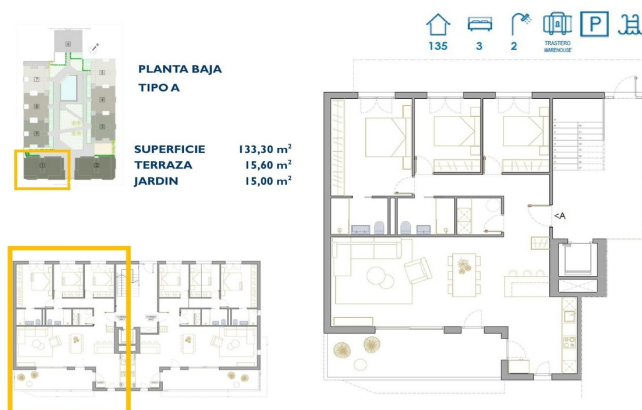 135
3
2
TRASTERO
WAREHOUSE
P
PLANTA BAJA
TIPO A
SUPERFICIE 133,30 m²
TERRAZA 15,60 m²
JARDIN 15,00 m²
<A